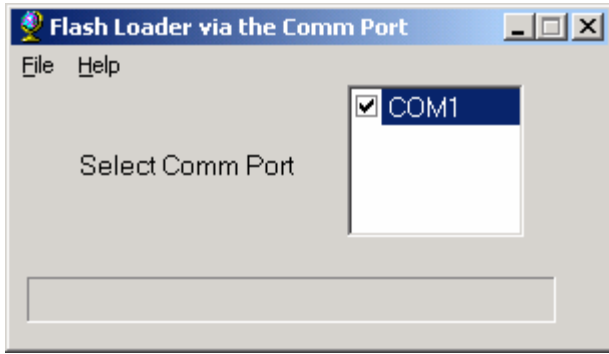 Flash Loader via the Comm Port
File Help
COM1
Select Comm Port